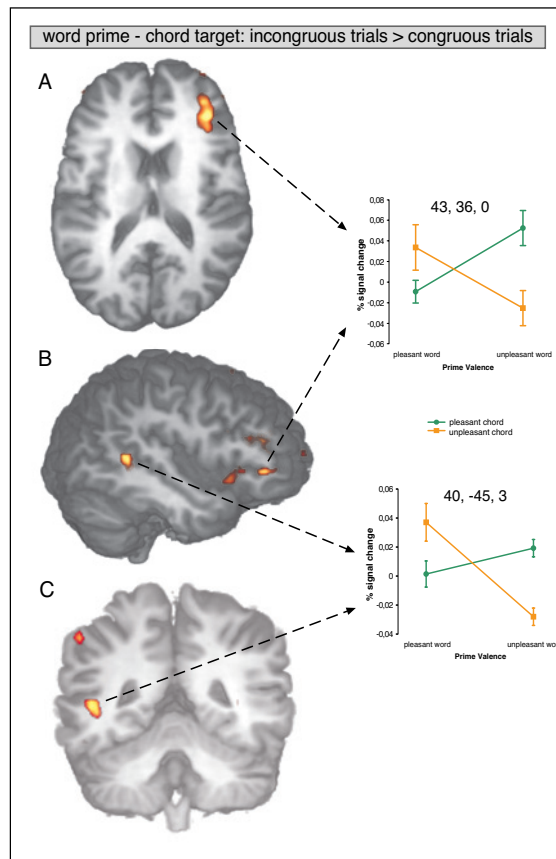 word prime - chord target: incongruous trials > congruous trials
A
43, 36, 0
0,08
0,06
0,04
0,02
0
-0,02
-0,04
-0,06
% signal change
pleasant word
unpleasant word
Prime Valence
B
pleasant chord
unpleasant chord
40, -45, 3
0,06
0,04
0,02
0
-0,02
-0,04
% signal change
pleasant word
unpleasant word
Prime Valence
C